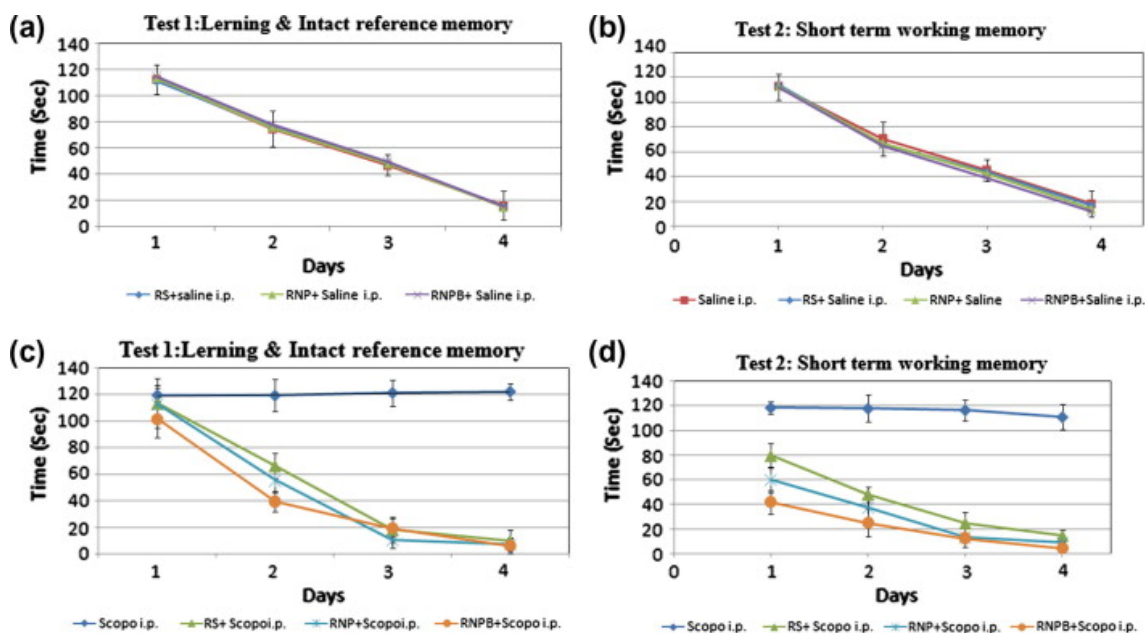 (a)
Test 1:Lerning & Intact reference memory
140
120
100
80
60
40
20
0
Time (Sec)
1 2 3 4
Days
RS+saline i.p. RNP+ Saline i.p. RNPB+ Saline i.p.
(b)
Test 2: Short term working memory
140
120
100
80
60
40
20
0
Time (Sec)
0 1 2 3 4
Days
Saline i.p. RS+ Saline i.p. RNP+ Saline RNPB+Saline i.p.
(c)
Test 1:Lerning & Intact reference memory
140
120
100
80
60
40
20
0
Time (Sec)
1 2 3 4
Days
Scopo i.p. RS+ Scopoi.p. RNP+Scopoi.p. RNPB+Scopo i.p.
(d)
Test 2: Short term working memory
140
120
100
80
60
40
20
0
Time (Sec)
0 1 2 3 4
Days
Scopo i.p. RS+ Scopo i.p. RNP+Scopo i.p. RNPB+Scopo i.p.